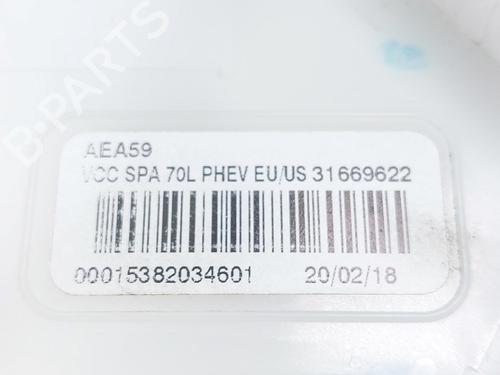 B-PARTS
AEA59
VCC SPA 70L PHEV EU/US 31669622
00015382034601 20/02/18